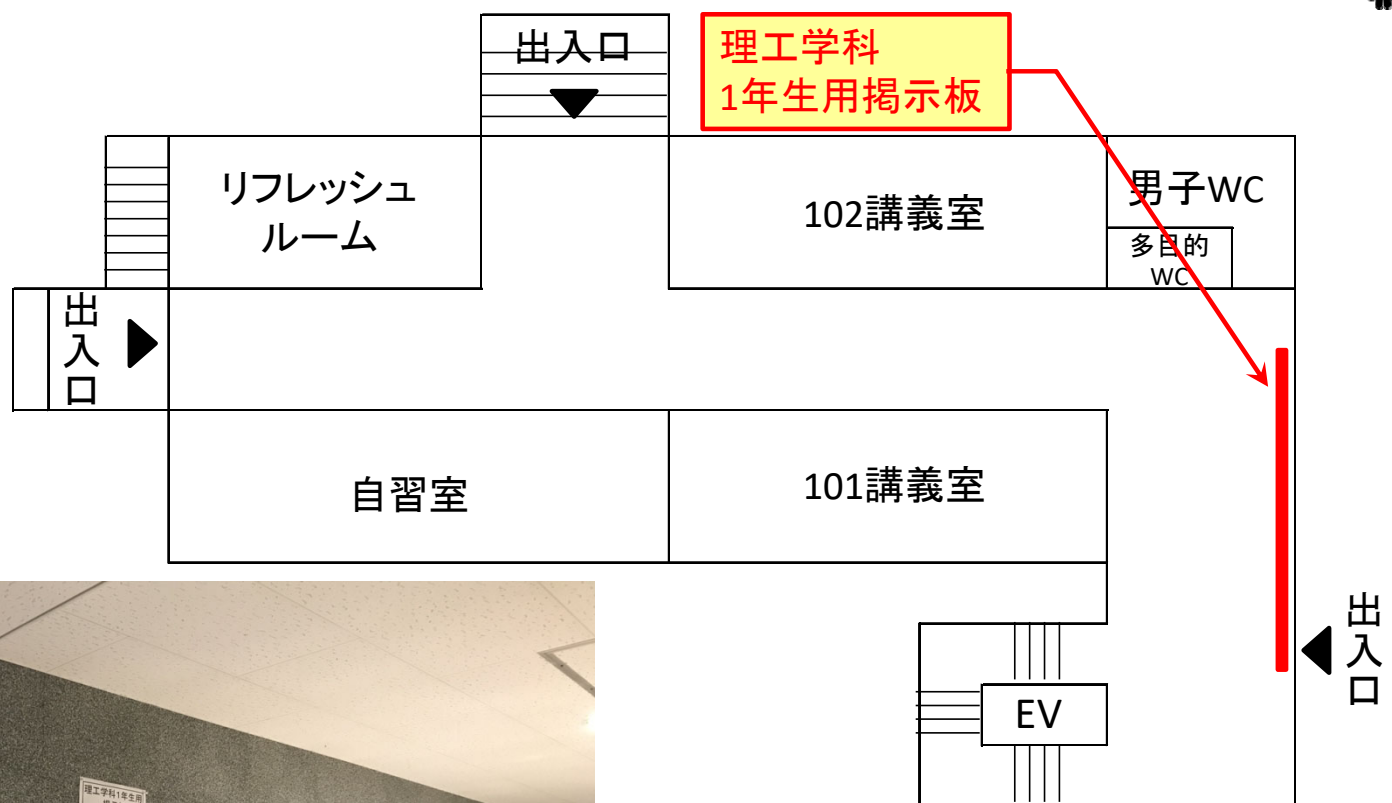 出入口
理工学科
1年生用掲示板
リフレッシュ
ルーム
102講義室
男子WC
多目的
WC
出入口
自習室
101講義室
出入口
EV
理工学科1年生用